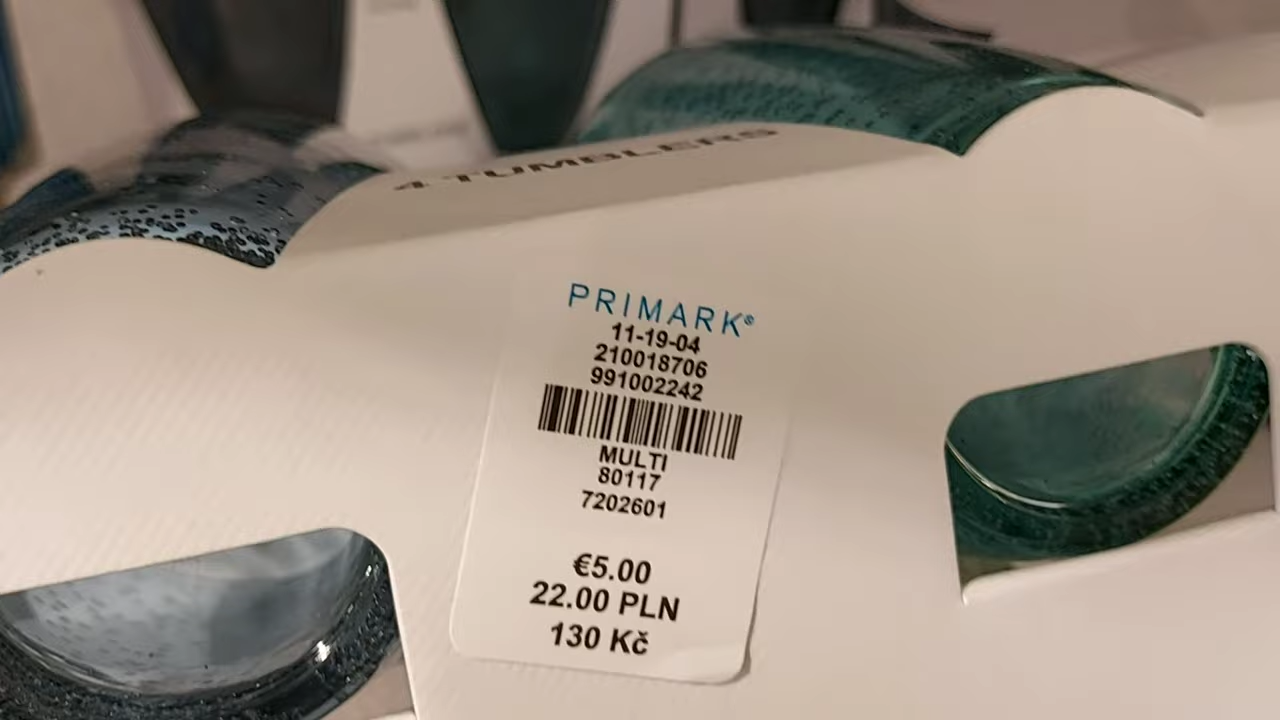 4 TUMBLERS
PRIMARK®
11-19-04
210018706
991002242
MULTI
80117
7202601
€5.00
22.00 PLN
130 Kč